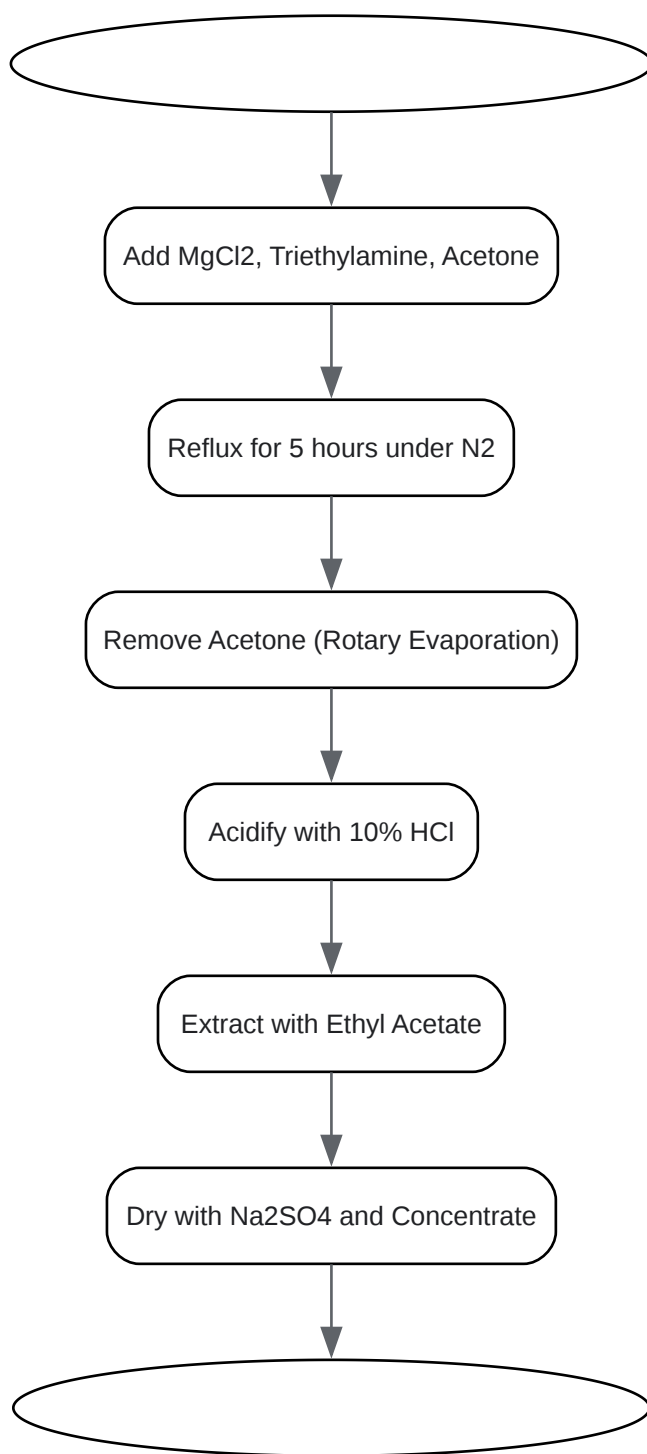 Add MgCl2, Triethylamine, Acetone
Reflux for 5 hours under N2
Remove Acetone (Rotary Evaporation)
Acidify with 10% HCl
Extract with Ethyl Acetate
Dry with Na2SO4 and Concentrate